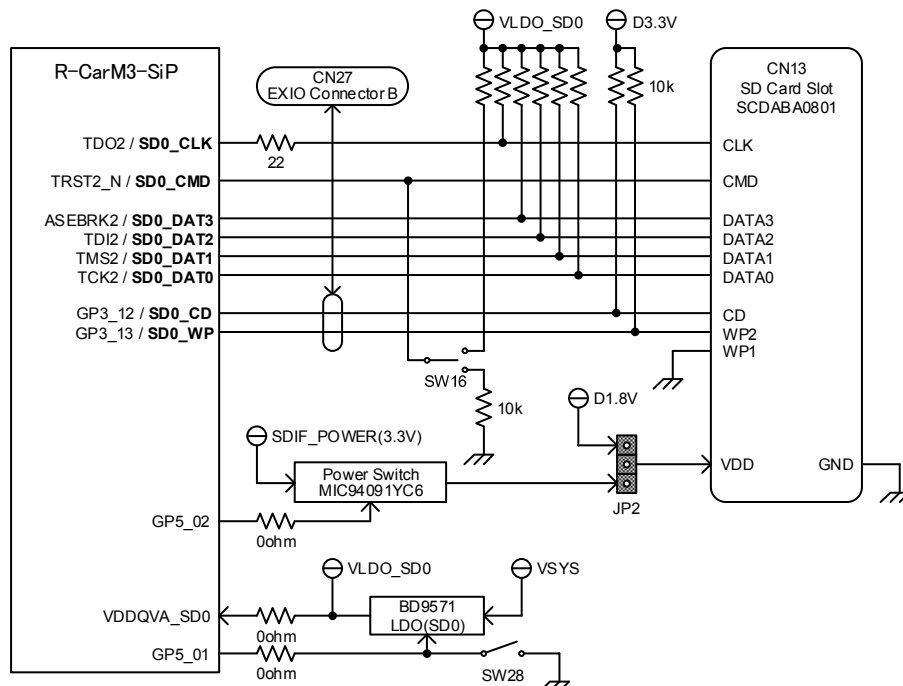 VLDO_SD0
D3.3V
R-CarM3-SiP
CN27
EXIO Connector B
10k
CN13
SD Card Slot
SCDABA0801
TDO2 / SD0_CLK
22
CLK
TRST2_N / SD0_CMD
CMD
ASEBRK2 / SD0_DAT3
DATA3
TDI2 / SD0_DAT2
DATA2
TMS2 / SD0_DAT1
DATA1
TCK2 / SD0_DAT0
DATA0
GP3_12 / SD0_CD
CD
GP3_13 / SD0_WP
WP2
WP1
SW16
10k
D1.8V
SDIF_POWER(3.3V)
Power Switch
MIC94091YC6
VDD
GND
JP2
GP5_02
0ohm
VLDO_SD0
VSYS
VDDQVA_SD0
0ohm
BD9571
LDO(SD0)
GP5_01
0ohm
SW28